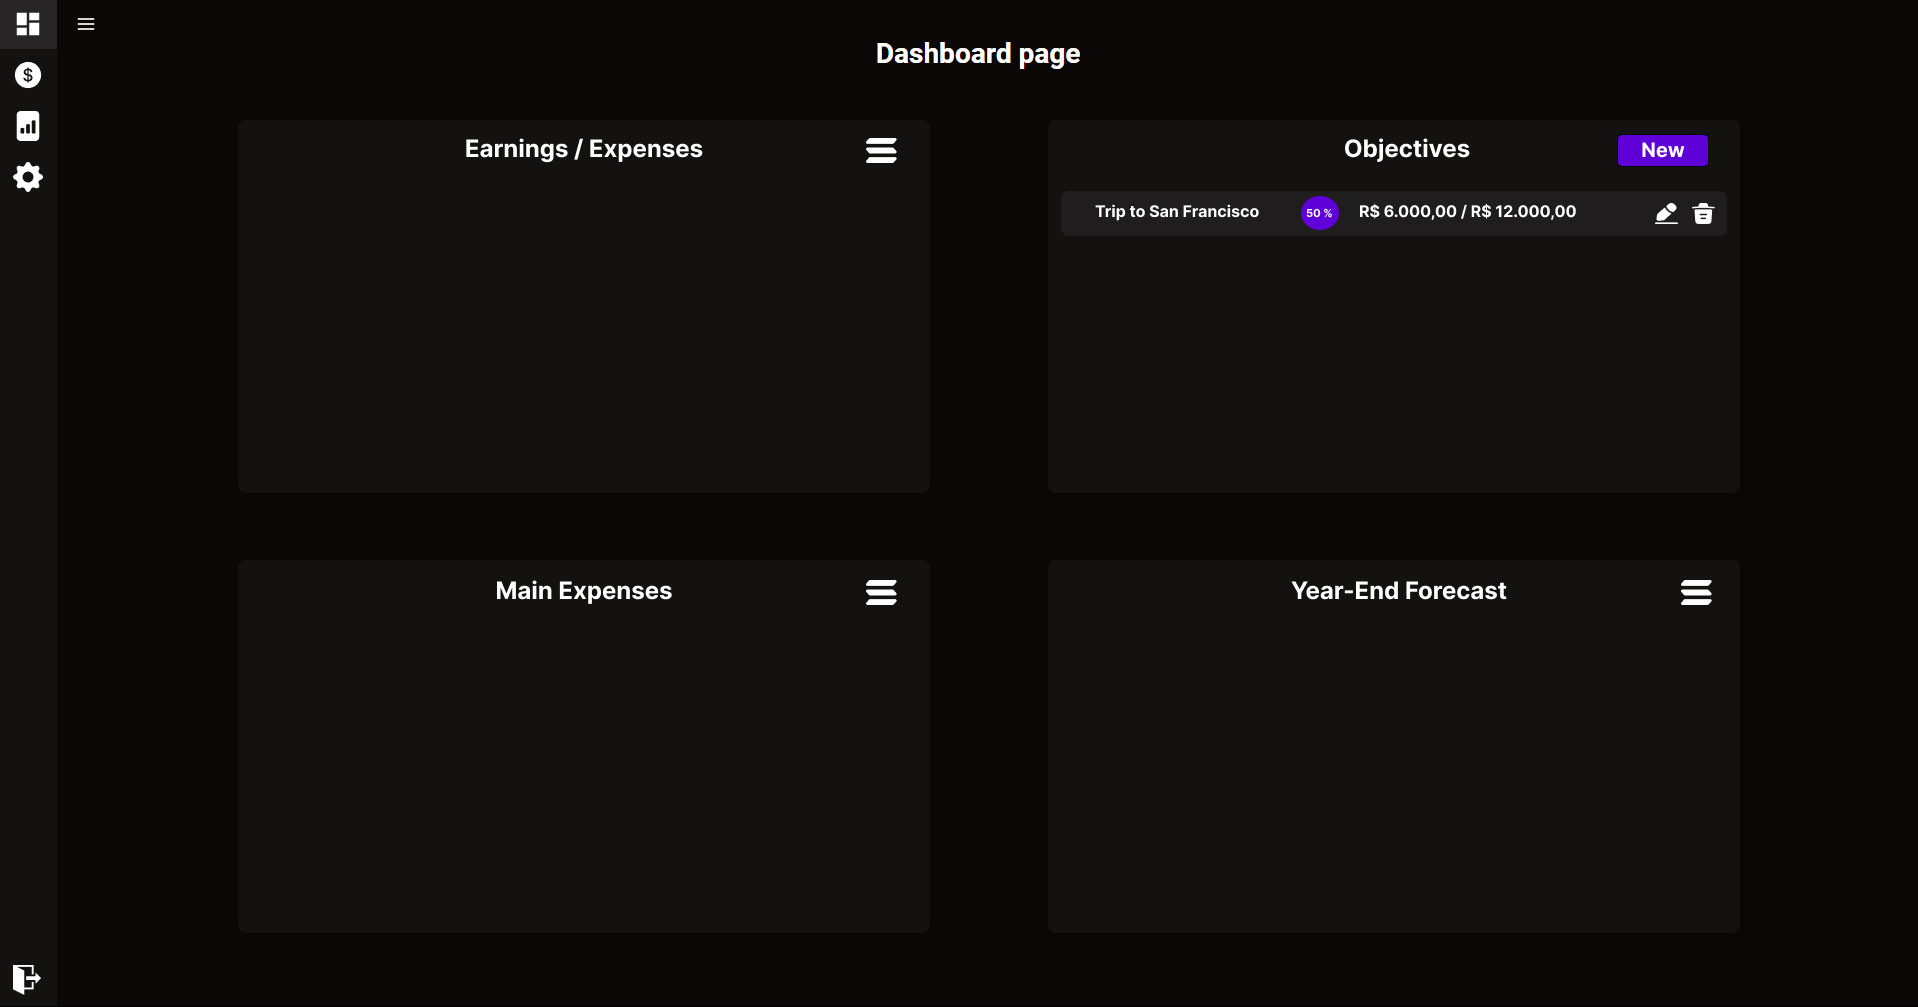 Dashboard page
Earnings / Expenses
Objectives
New
Trip to San Francisco 50 % R$ 6.000,00 / R$ 12.000,00
Main Expenses
Year-End Forecast